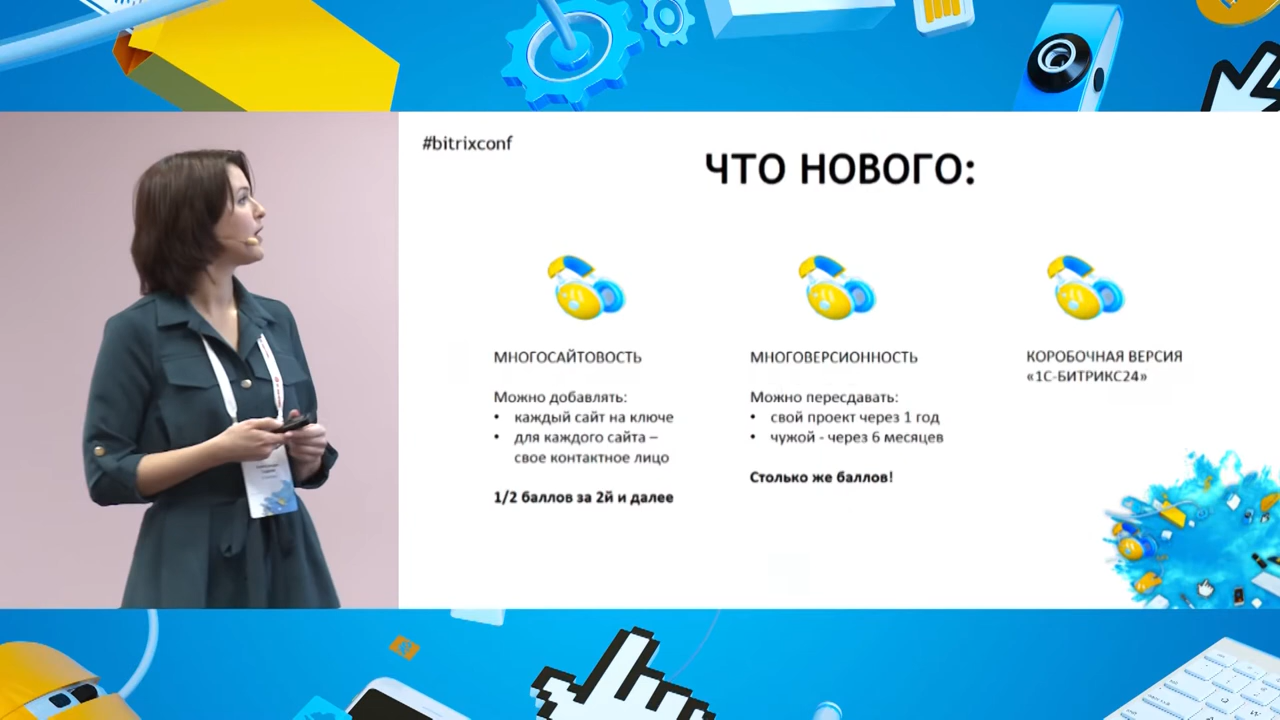 #bitrixconf
ЧТО НОВОГО:
МНОГОСАЙТОВОСТЬ
Можно добавлять:
• каждый сайт на ключе
• для каждого сайта –
свое контактное лицо
1/2 баллов за 2й и далее
МНОГОВЕРСИОННОСТЬ
Можно пересдавать:
• свой проект через 1 год
• чужой - через 6 месяцев
Столько же баллов!
КОРОБОЧНАЯ ВЕРСИЯ
«1С-БИТРИКС24»